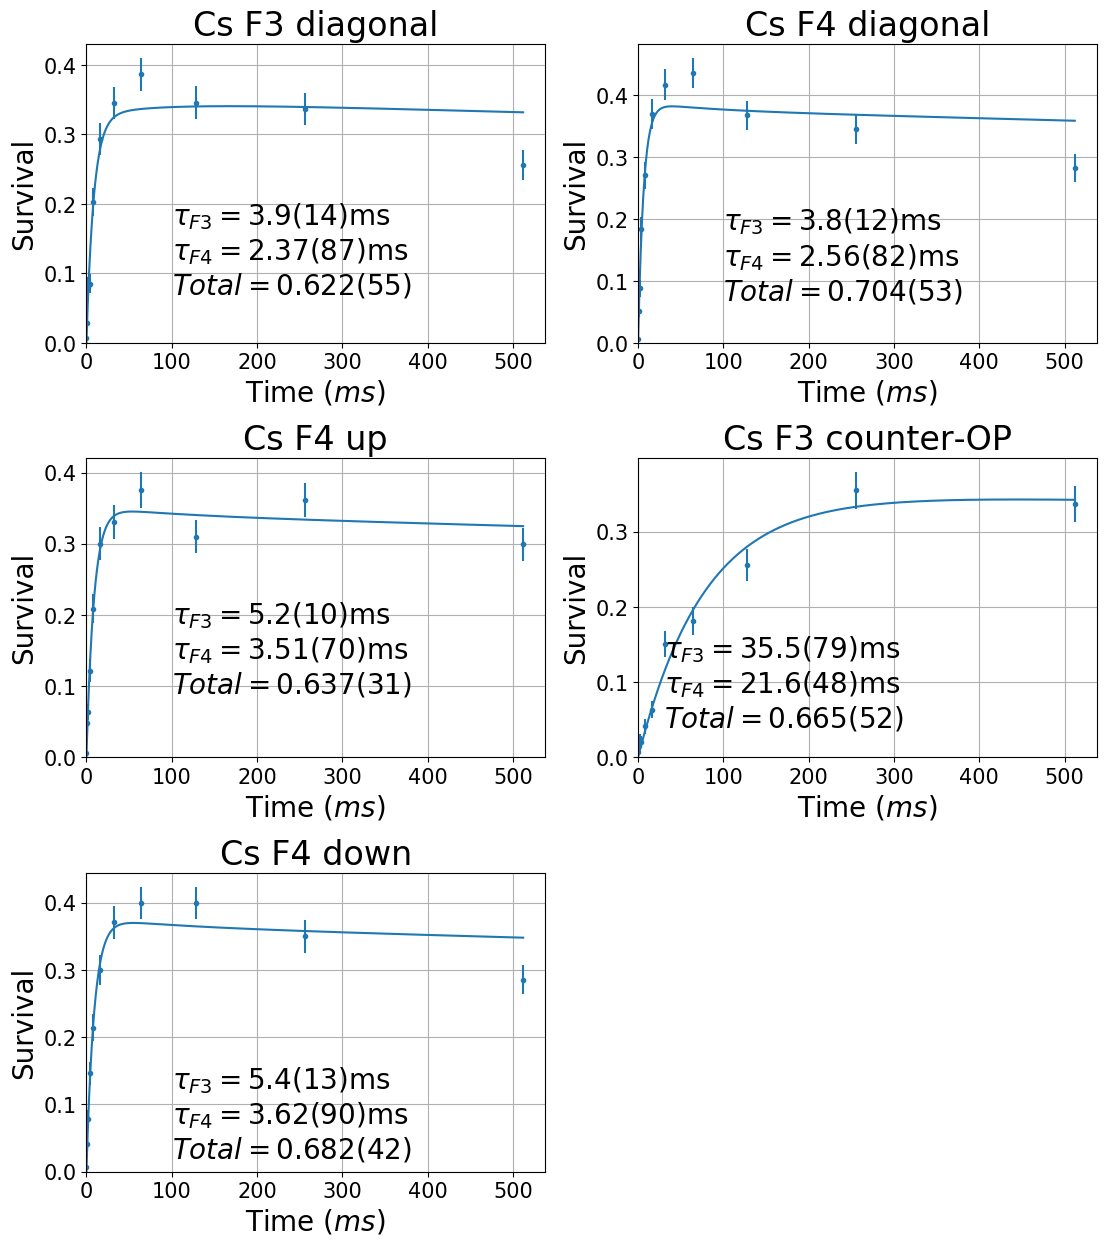 Cs F3 diagonal
Survival
0.4
0.3
0.2
0.1
0.0
τF3 = 3.9(14)ms
τF4 = 2.37(87)ms
Total = 0.622(55)
0 100 200 300 400 500
Time (ms)
Cs F4 diagonal
Survival
0.4
0.3
0.2
0.1
0.0
τF3 = 3.8(12)ms
τF4 = 2.56(82)ms
Total = 0.704(53)
0 100 200 300 400 500
Time (ms)
Cs F4 up
Survival
0.4
0.3
0.2
0.1
0.0
τF3 = 5.2(10)ms
τF4 = 3.51(70)ms
Total = 0.637(31)
0 100 200 300 400 500
Time (ms)
Cs F3 counter-OP
Survival
0.3
0.2
0.1
0.0
τF3 = 35.5(79)ms
τF4 = 21.6(48)ms
Total = 0.665(52)
0 100 200 300 400 500
Time (ms)
Cs F4 down
Survival
0.4
0.3
0.2
0.1
0.0
τF3 = 5.4(13)ms
τF4 = 3.62(90)ms
Total = 0.682(42)
0 100 200 300 400 500
Time (ms)